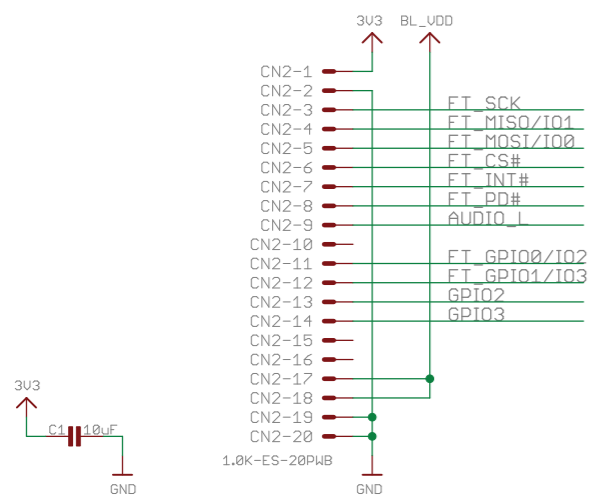 3V3 BL_VDD
CN2-1
CN2-2
CN2-3 FT_SCK
CN2-4 FT_MISO/IO1
CN2-5 FT_MOSI/IO0
CN2-6 FT_CS#
CN2-7 FT_INT#
CN2-8 FT_PD#
CN2-9 AUDIO_L
CN2-10
CN2-11 FT_GPIO0/IO2
CN2-12 FT_GPIO1/IO3
CN2-13 GPIO2
CN2-14 GPIO3
CN2-15
CN2-16
CN2-17
CN2-18
CN2-19
CN2-20
1.0K-ES-20PWB
GND
3V3
C1 10uF
GND